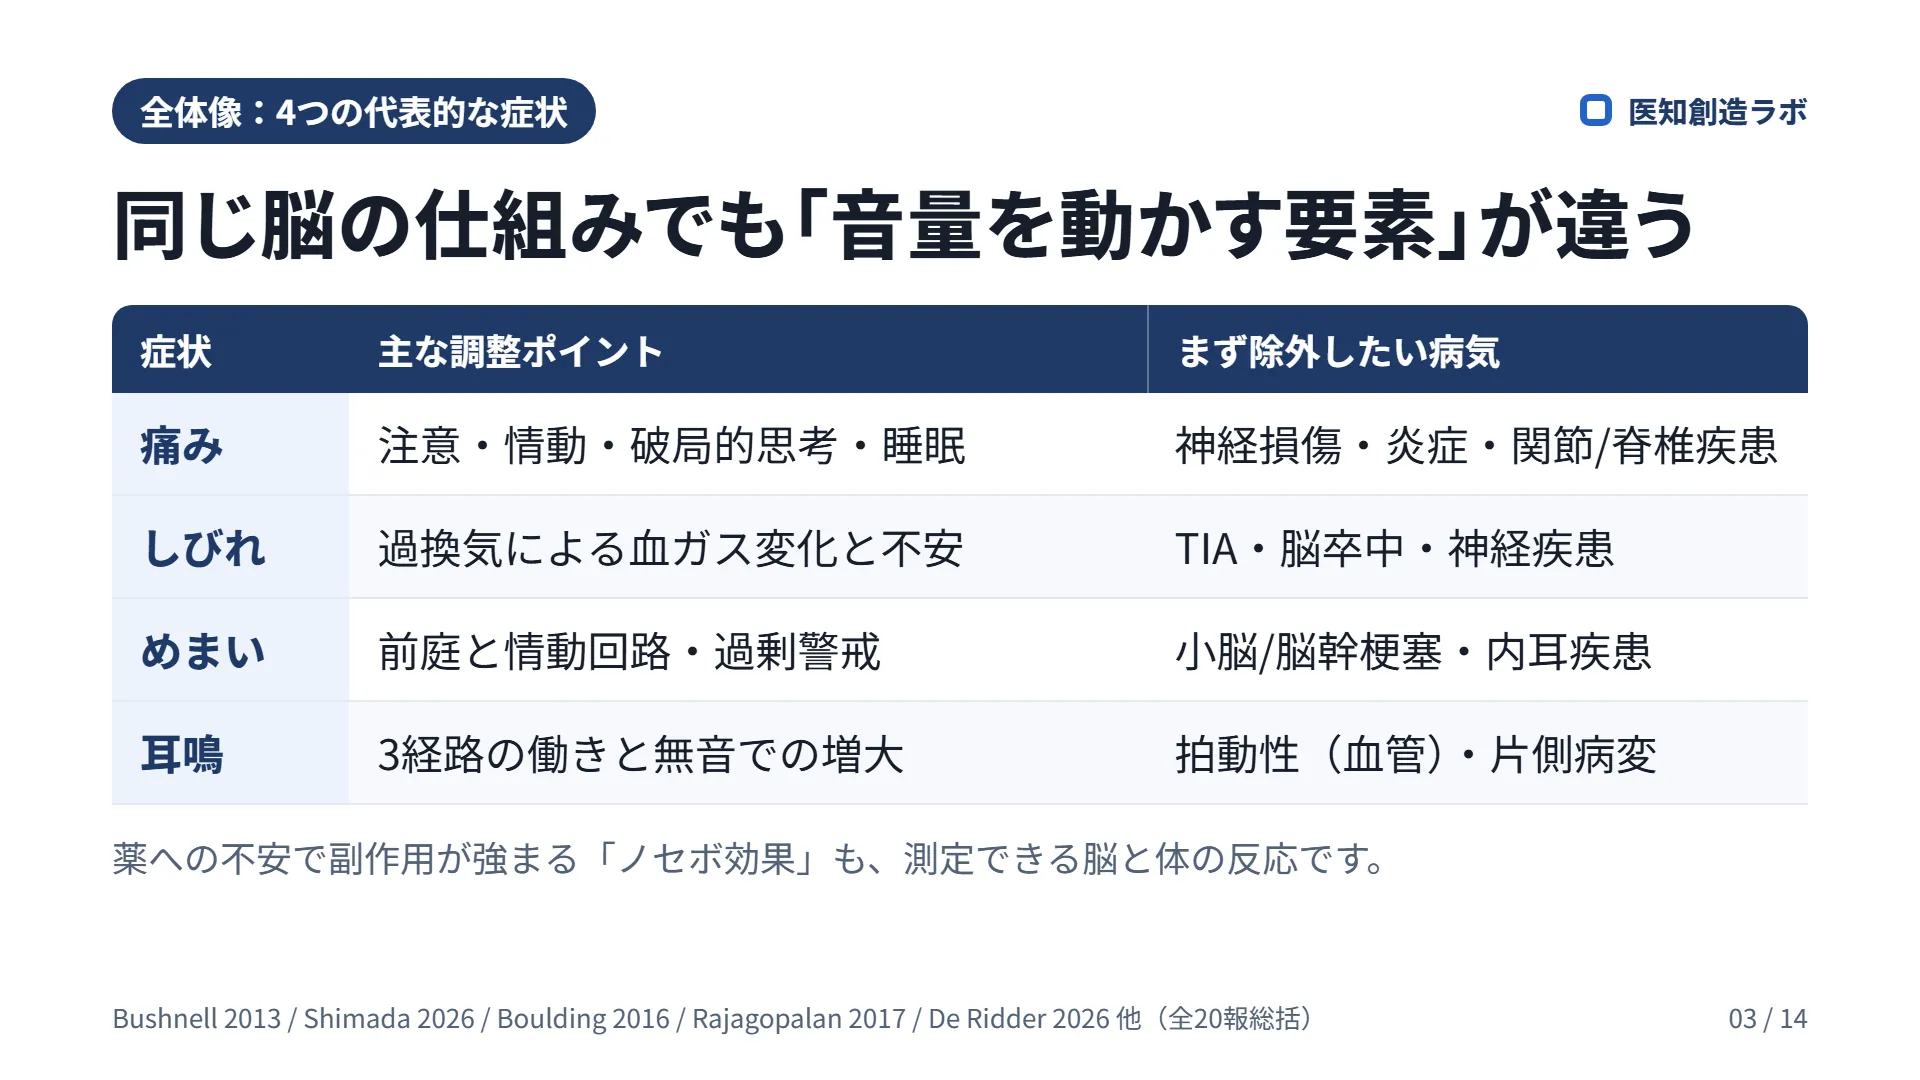 全体像：4つの代表的な症状
医知創造ラボ
同じ脳の仕組みでも「音量を動かす要素」が違う
症状 主な調整ポイント まず除外したい病気
痛み 注意・情動・破局的思考・睡眠 神経損傷・炎症・関節/脊椎疾患
しびれ 過換気による血ガス変化と不安 TIA・脳卒中・神経疾患
めまい 前庭と情動回路・過剰警戒 小脳/脳幹梗塞・内耳疾患
耳鳴 3経路の働きと無音での増大 拍動性（血管）・片側病変
薬への不安で副作用が強まる「ノセボ効果」も、測定できる脳と体の反応です。
Bushnell 2013 / Shimada 2026 / Boulding 2016 / Rajagopalan 2017 / De Ridder 2026 他（全20報総括）
03 / 14